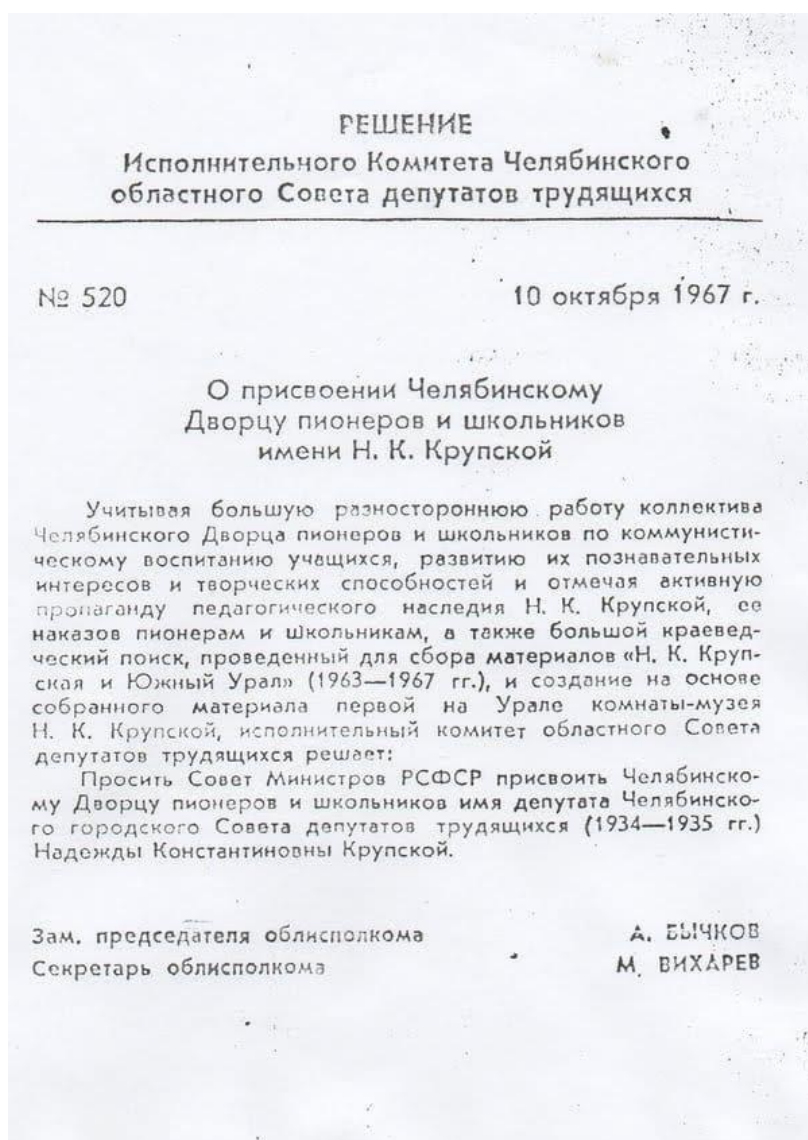 РЕШЕНИЕ
Исполнительного Комитета Челябинского
областного Совета депутатов трудящихся
№ 520 10 октября 1967 г.
О присвоении Челябинскому
Дворцу пионеров и школьников
имени Н. К. Крупской
Учитывая большую разностороннюю работу коллектива
Челябинского Дворца пионеров и школьников по коммунисти-
ческому воспитанию учащихся, развитию их познавательных
интересов и творческих способностей и отмечая активную
пропаганду педагогического наследия Н. К. Крупской, ее
наказов пионерам и школьникам, а также большой краевед-
ческий поиск, проведенный для сбора материалов «Н. К. Круп-
ская и Южный Урал» (1963—1967 гг.), и создание на основе
собранного материала первой на Урале комнаты-музея
Н. К. Крупской, исполнительный комитет областного Совета
депутатов трудящихся решает:
Просить Совет Министров РСФСР присвоить Челябинско-
му Дворцу пионеров и школьников имя депутата Челябинско-
го городского Совета депутатов трудящихся (1934—1935 гг.)
Надежды Константиновны Крупской.
Зам. председателя облисполкома А. БЫЧКОВ
Секретарь облисполкома М. ВИХАРЕВ